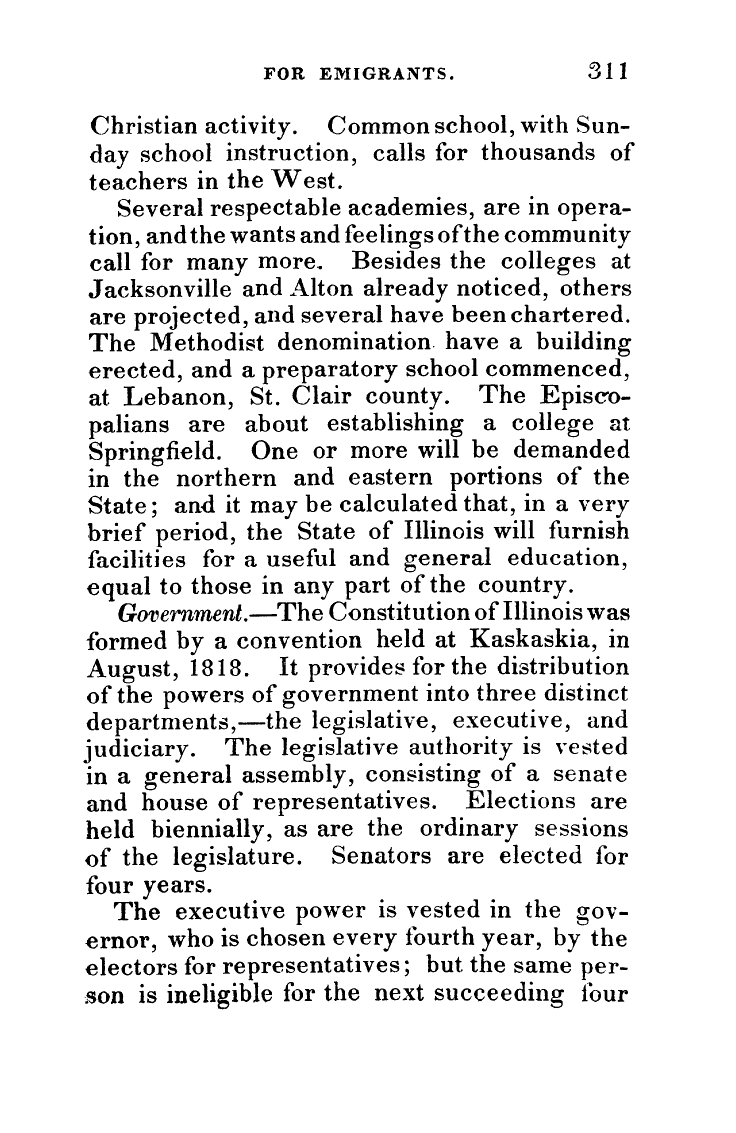 FOR EMIGRANTS. 311
Christian activity. Common school, with Sun-
day school instruction, calls for thousands of
teachers in the West.
Several respectable academies, are in opera-
tion, and the wants and feelings of the community
call for many more. Besides the colleges at
Jacksonville and Alton already noticed, others
are projected, and several have been chartered.
The Methodist denomination have a building
erected, and a preparatory school commenced,
at Lebanon, St. Clair county. The Episco-
palians are about establishing a college at
Springfield. One or more will be demanded
in the northern and eastern portions of the
State; and it may be calculated that, in a very
brief period, the State of Illinois will furnish
facilities for a useful and general education,
equal to those in any part of the country.
Government.—The Constitution of Illinois was
formed by a convention held at Kaskaskia, in
August, 1818. It provides for the distribution
of the powers of government into three distinct
departments,—the legislative, executive, and
judiciary. The legislative authority is vested
in a general assembly, consisting of a senate
and house of representatives. Elections are
held biennially, as are the ordinary sessions
of the legislature. Senators are elected for
four years.
The executive power is vested in the gov-
ernor, who is chosen every fourth year, by the
electors for representatives; but the same per-
son is ineligible for the next succeeding four